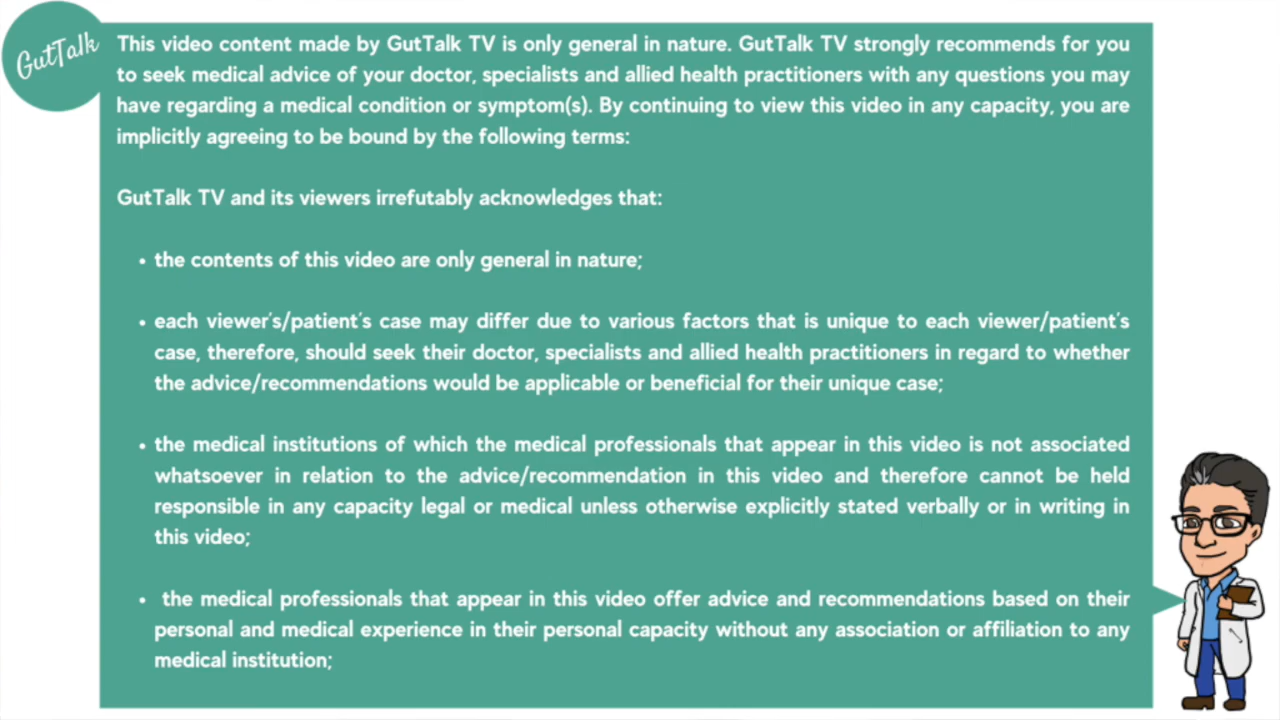 GutTalk
This video content made by GutTalk TV is only general in nature. GutTalk TV strongly recommends for you
to seek medical advice of your doctor, specialists and allied health practitioners with any questions you may
have regarding a medical condition or symptom(s). By continuing to view this video in any capacity, you are
implicitly agreeing to be bound by the following terms:
GutTalk TV and its viewers irrefutably acknowledges that:
• the contents of this video are only general in nature;
• each viewer's/patient's case may differ due to various factors that is unique to each viewer/patient's
case, therefore, should seek their doctor, specialists and allied health practitioners in regard to whether
the advice/recommendations would be applicable or beneficial for their unique case;
• the medical institutions of which the medical professionals that appear in this video is not associated
whatsoever in relation to the advice/recommendation in this video and therefore cannot be held
responsible in any capacity legal or medical unless otherwise explicitly stated verbally or in writing in
this video;
• the medical professionals that appear in this video offer advice and recommendations based on their
personal and medical experience in their personal capacity without any association or affiliation to any
medical institution;